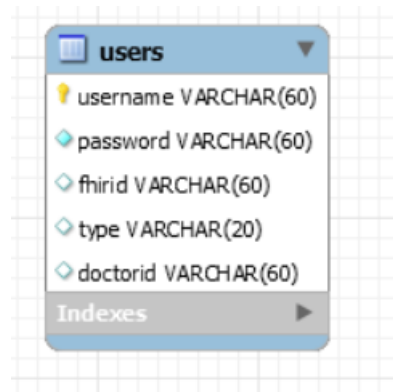 users
username VARCHAR(60)
password VARCHAR(60)
fhirid VARCHAR(60)
type VARCHAR(20)
doctorid VARCHAR(60)
Indexes